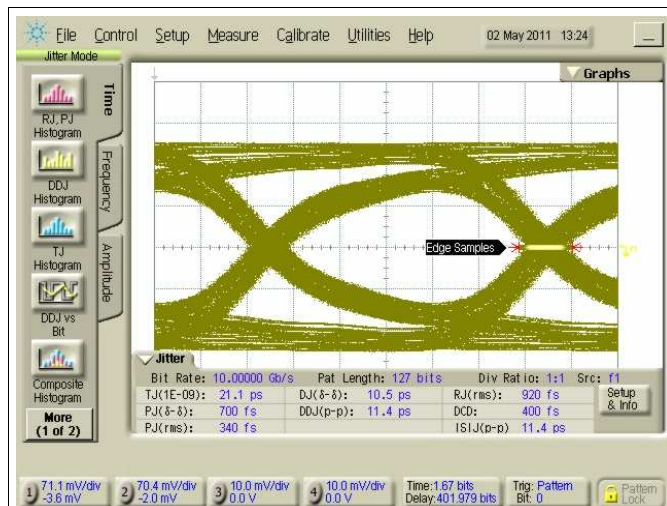 File Control Setup Measure Calibrate Utilities Help 02 May 2011 13:24
Jitter Mode
Graphs
Time
RJ, PJ
Histogram
Frequency
DDJ
Histogram
Amplitude
TJ
Histogram
Edge Samples
DDJ vs
Bit
Composite
Histogram
More
(1 of 2)
Jitter
Bit Rate: 10.00000 Gb/s Pat Length: 127 bits Div Ratio: 1:1 Src: f1
TJ(1E-09): 21.1 ps DJ(δ-δ): 10.5 ps RJ(rms): 920 fs
PJ(δ-δ): 700 fs DDJ(p-p): 11.4 ps DCD: 400 fs
PJ(rms): 340 fs ISIJ(p-p) 11.4 ps
Setup
& Info
1 71.1 mV/div 2 70.4 mV/div 3 10.0 mV/div 4 10.0 mV/div Time:1.67 bits Trig: Pattern Pattern
-3.6 mV -2.0 mV 0.0 V 0.0 V Delay:401.979 bits Bit: 0 Lock